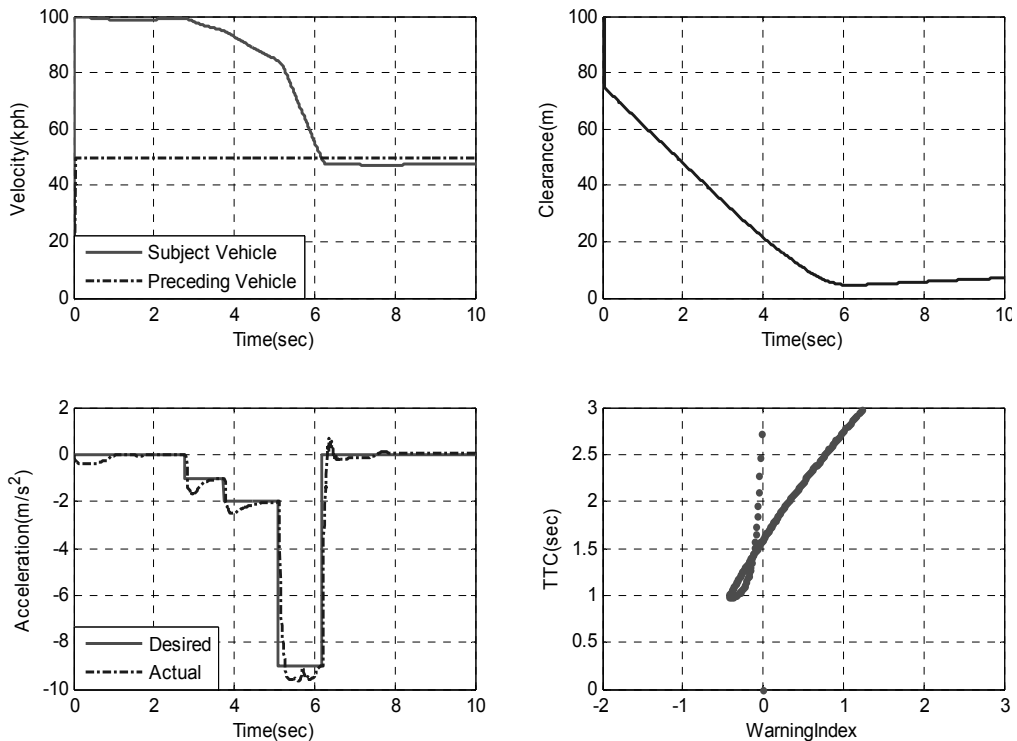 100
80
60
40
20
0
Velocity(kph)
Subject Vehicle
Preceding Vehicle
0 2 4 6 8 10
Time(sec)
100
80
60
40
20
0
Clearance(m)
0 2 4 6 8 10
Time(sec)
2
0
-2
-4
-6
-8
-10
Acceleration(m/s²)
Desired
Actual
0 2 4 6 8 10
Time(sec)
3
2.5
2
1.5
1
0.5
0
TTC(sec)
-2 -1 0 1 2 3
WarningIndex